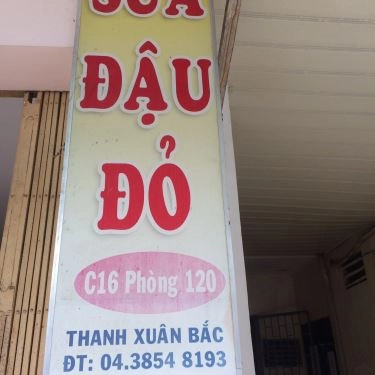 ĐẬU
ĐỎ
C16 Phòng 120
THANH XUÂN BẮC
ĐT: 04.3854 8193